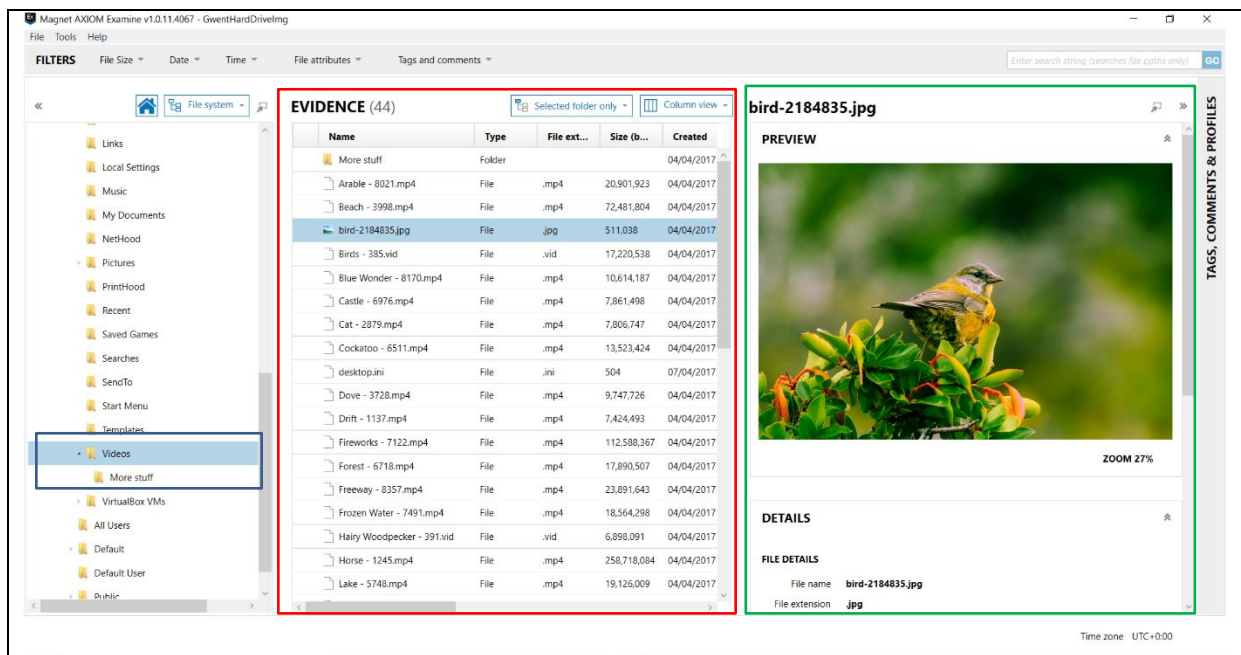 Magnet AXIOM Examine v1.0.11.4067 - GwentHardDriveImg
File Tools Help
FILTERS File Size Date Time File attributes Tags and comments Enter search string (searches file paths only) GO
File system
Links
Local Settings
Music
My Documents
NetHood
Pictures
PrintHood
Recent
Saved Games
Searches
SendTo
Start Menu
Templates
Videos
More stuff
VirtualBox VMs
All Users
Default
Default User
Public
EVIDENCE (44) Selected folder only Column view
Name Type File ext... Size (b... Created
More stuff Folder 04/04/2017
Arable - 8021.mp4 File .mp4 20,901,923 04/04/2017
Beach - 3998.mp4 File .mp4 72,481,804 04/04/2017
bird-2184835.jpg File .jpg 511,038 04/04/2017
Birds - 385.vid File .vid 17,220,538 04/04/2017
Blue Wonder - 8170.mp4 File .mp4 10,614,187 04/04/2017
Castle - 6976.mp4 File .mp4 7,861,498 04/04/2017
Cat - 2879.mp4 File .mp4 7,806,747 04/04/2017
Cockatoo - 6511.mp4 File .mp4 13,523,424 04/04/2017
desktop.ini File .ini 504 07/04/2017
Dove - 3728.mp4 File .mp4 9,747,726 04/04/2017
Drift - 1137.mp4 File .mp4 7,424,493 04/04/2017
Fireworks - 7122.mp4 File .mp4 112,588,367 04/04/2017
Forest - 6718.mp4 File .mp4 17,890,507 04/04/2017
Freeway - 8357.mp4 File .mp4 23,891,643 04/04/2017
Frozen Water - 7491.mp4 File .mp4 18,564,298 04/04/2017
Hairy Woodpecker - 391.vid File .vid 6,898,091 04/04/2017
Horse - 1245.mp4 File .mp4 258,718,084 04/04/2017
Lake - 5748.mp4 File .mp4 19,126,009 04/04/2017
bird-2184835.jpg
PREVIEW
ZOOM 27%
DETAILS
FILE DETAILS
File name bird-2184835.jpg
File extension .jpg
TAGS, COMMENTS & PROFILES
Time zone UTC+0:00